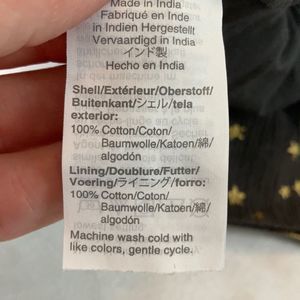 Made in India
Fabriqué en Inde
in Indien Hergestellt
Vervaardigd in India
インド製
Hecho en India
Shell/Extérieur/Oberstoff/
Buitenkant/シェル/tela
exterior:
100% Cotton/Coton/
Baumwolle/Katoen/綿/
algodón
Lining/Doublure/Futter/
Voering/ライニング/forro:
100% Cotton/Coton/
Baumwolle/Katoen/綿/
algodón
Machine wash cold with
like colors, gentle cycle.